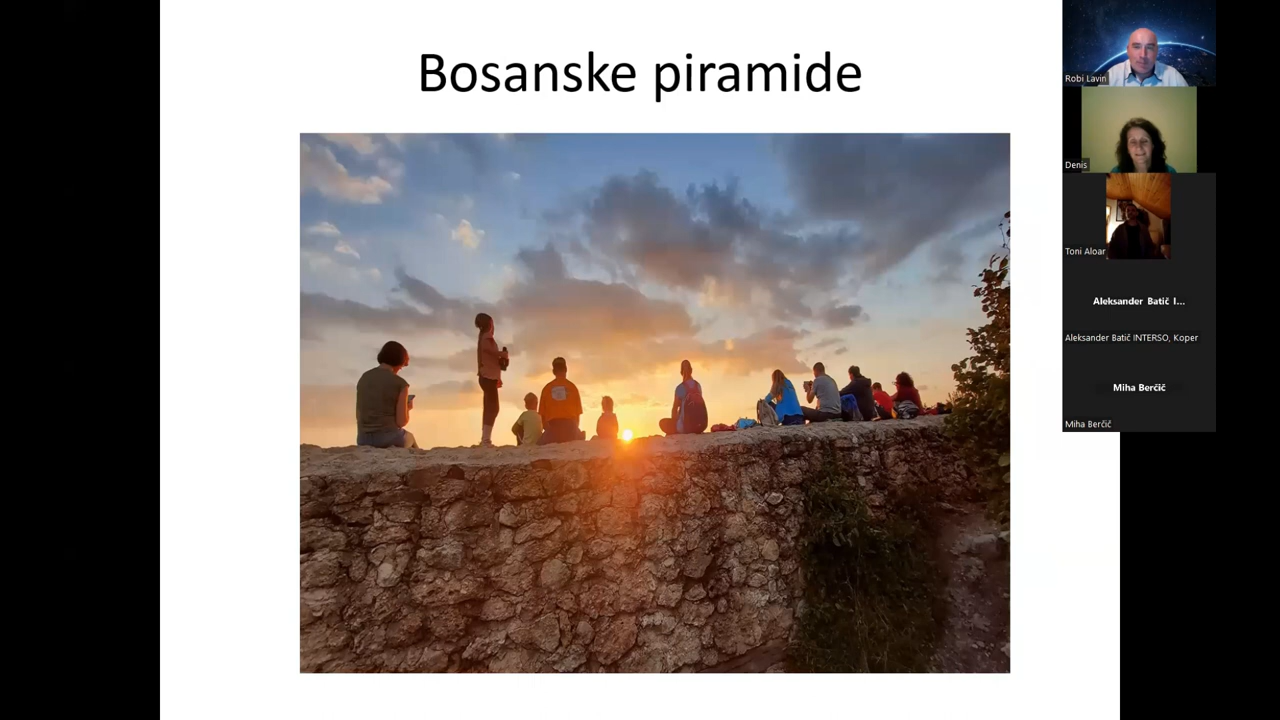 Bosanske piramide
Robi Lavin
Denis
Toni Aloar
Aleksander Batič I...
Aleksander Batič INTERSO, Koper
Miha Berčič
Miha Berčič